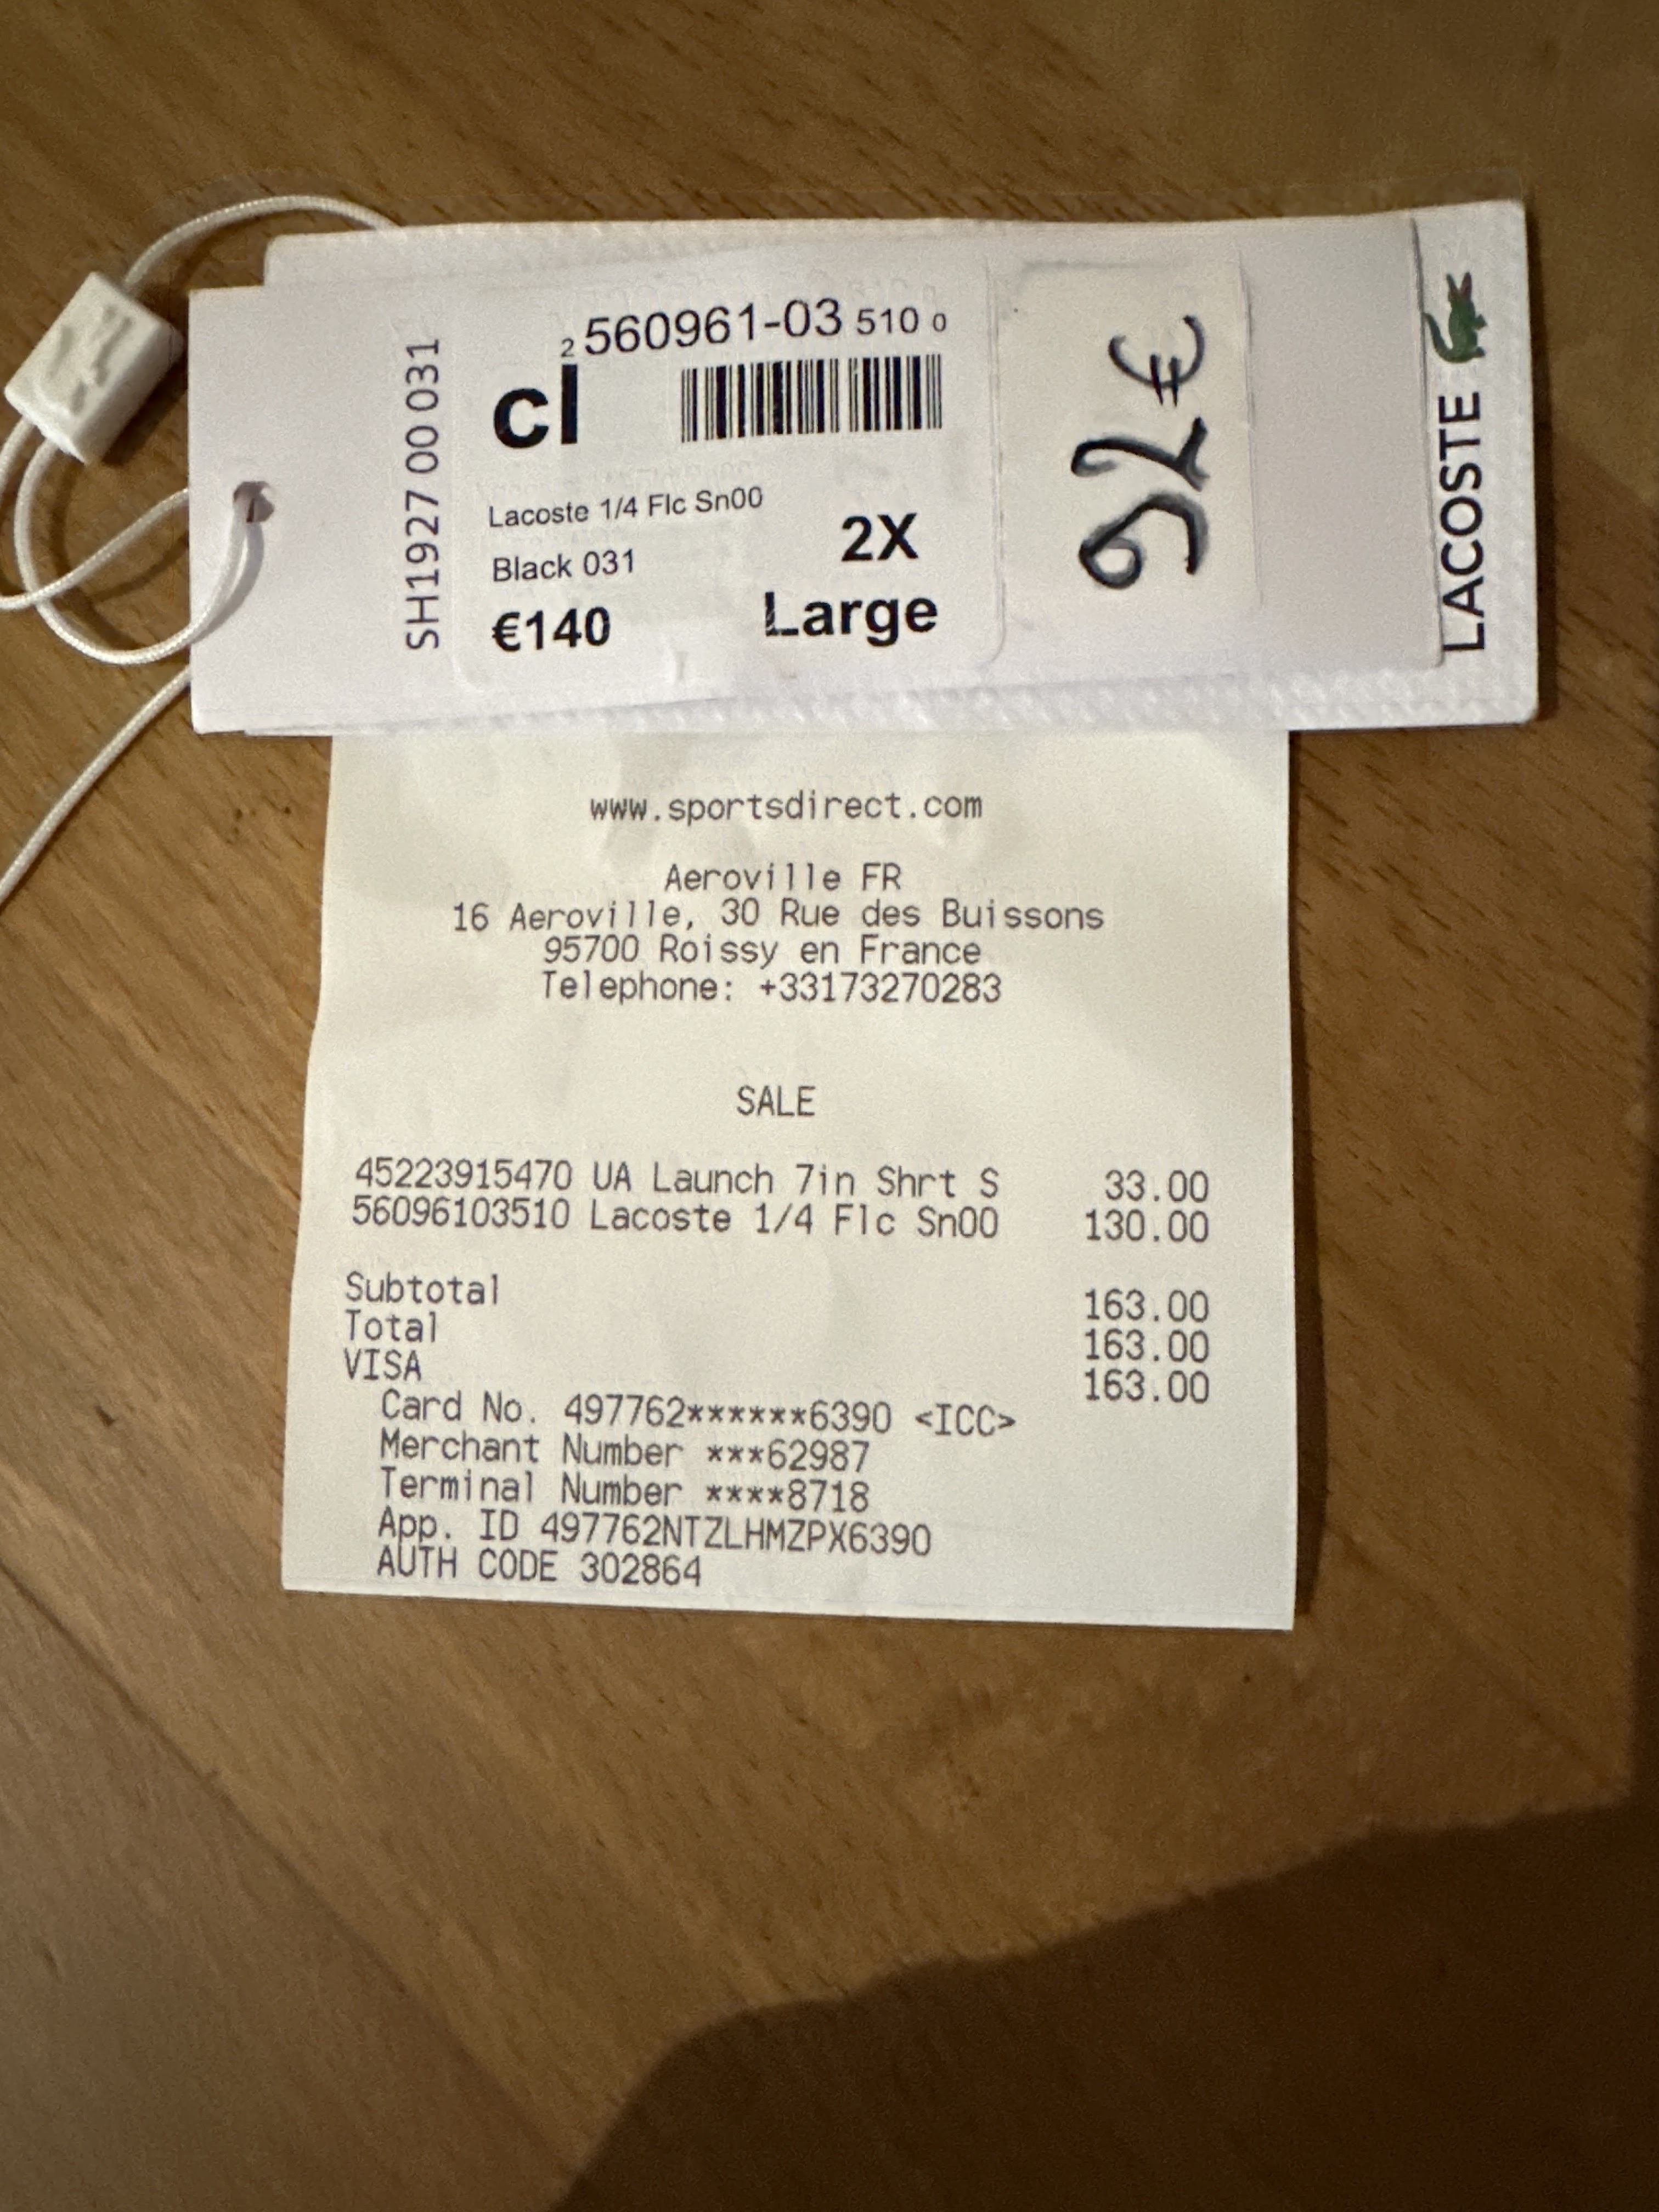 2 560961-03 510 0
cl
SH1927 00 031
Lacoste 1/4 Flc Sn00
Black 031
2X
€140
Large
92€
LACOSTE
www.sportsdirect.com
Aeroville FR
16 Aeroville, 30 Rue des Buissons
95700 Roissy en France
Telephone: +33173270283
SALE
45223915470 UA Launch 7in Shrt S 33.00
56096103510 Lacoste 1/4 Flc Sn00 130.00
Subtotal 163.00
Total 163.00
VISA 163.00
Card No. 497762******6390 <ICC>
Merchant Number ***62987
Terminal Number ****8718
App. ID 497762NTZLHMZPX6390
AUTH CODE 302864